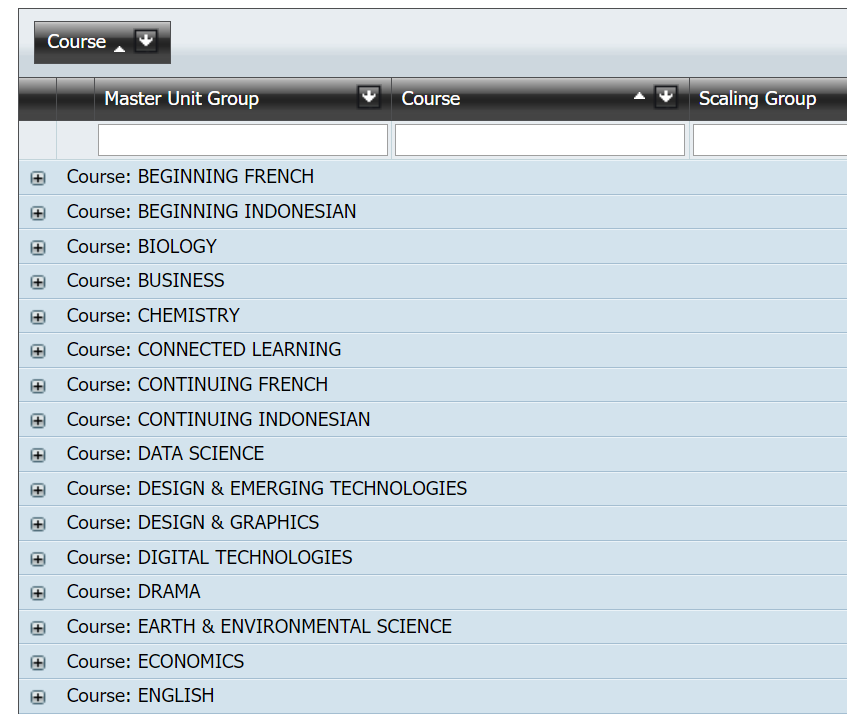 Course
Master Unit Group Course Scaling Group
Course: BEGINNING FRENCH
Course: BEGINNING INDONESIAN
Course: BIOLOGY
Course: BUSINESS
Course: CHEMISTRY
Course: CONNECTED LEARNING
Course: CONTINUING FRENCH
Course: CONTINUING INDONESIAN
Course: DATA SCIENCE
Course: DESIGN & EMERGING TECHNOLOGIES
Course: DESIGN & GRAPHICS
Course: DIGITAL TECHNOLOGIES
Course: DRAMA
Course: EARTH & ENVIRONMENTAL SCIENCE
Course: ECONOMICS
Course: ENGLISH